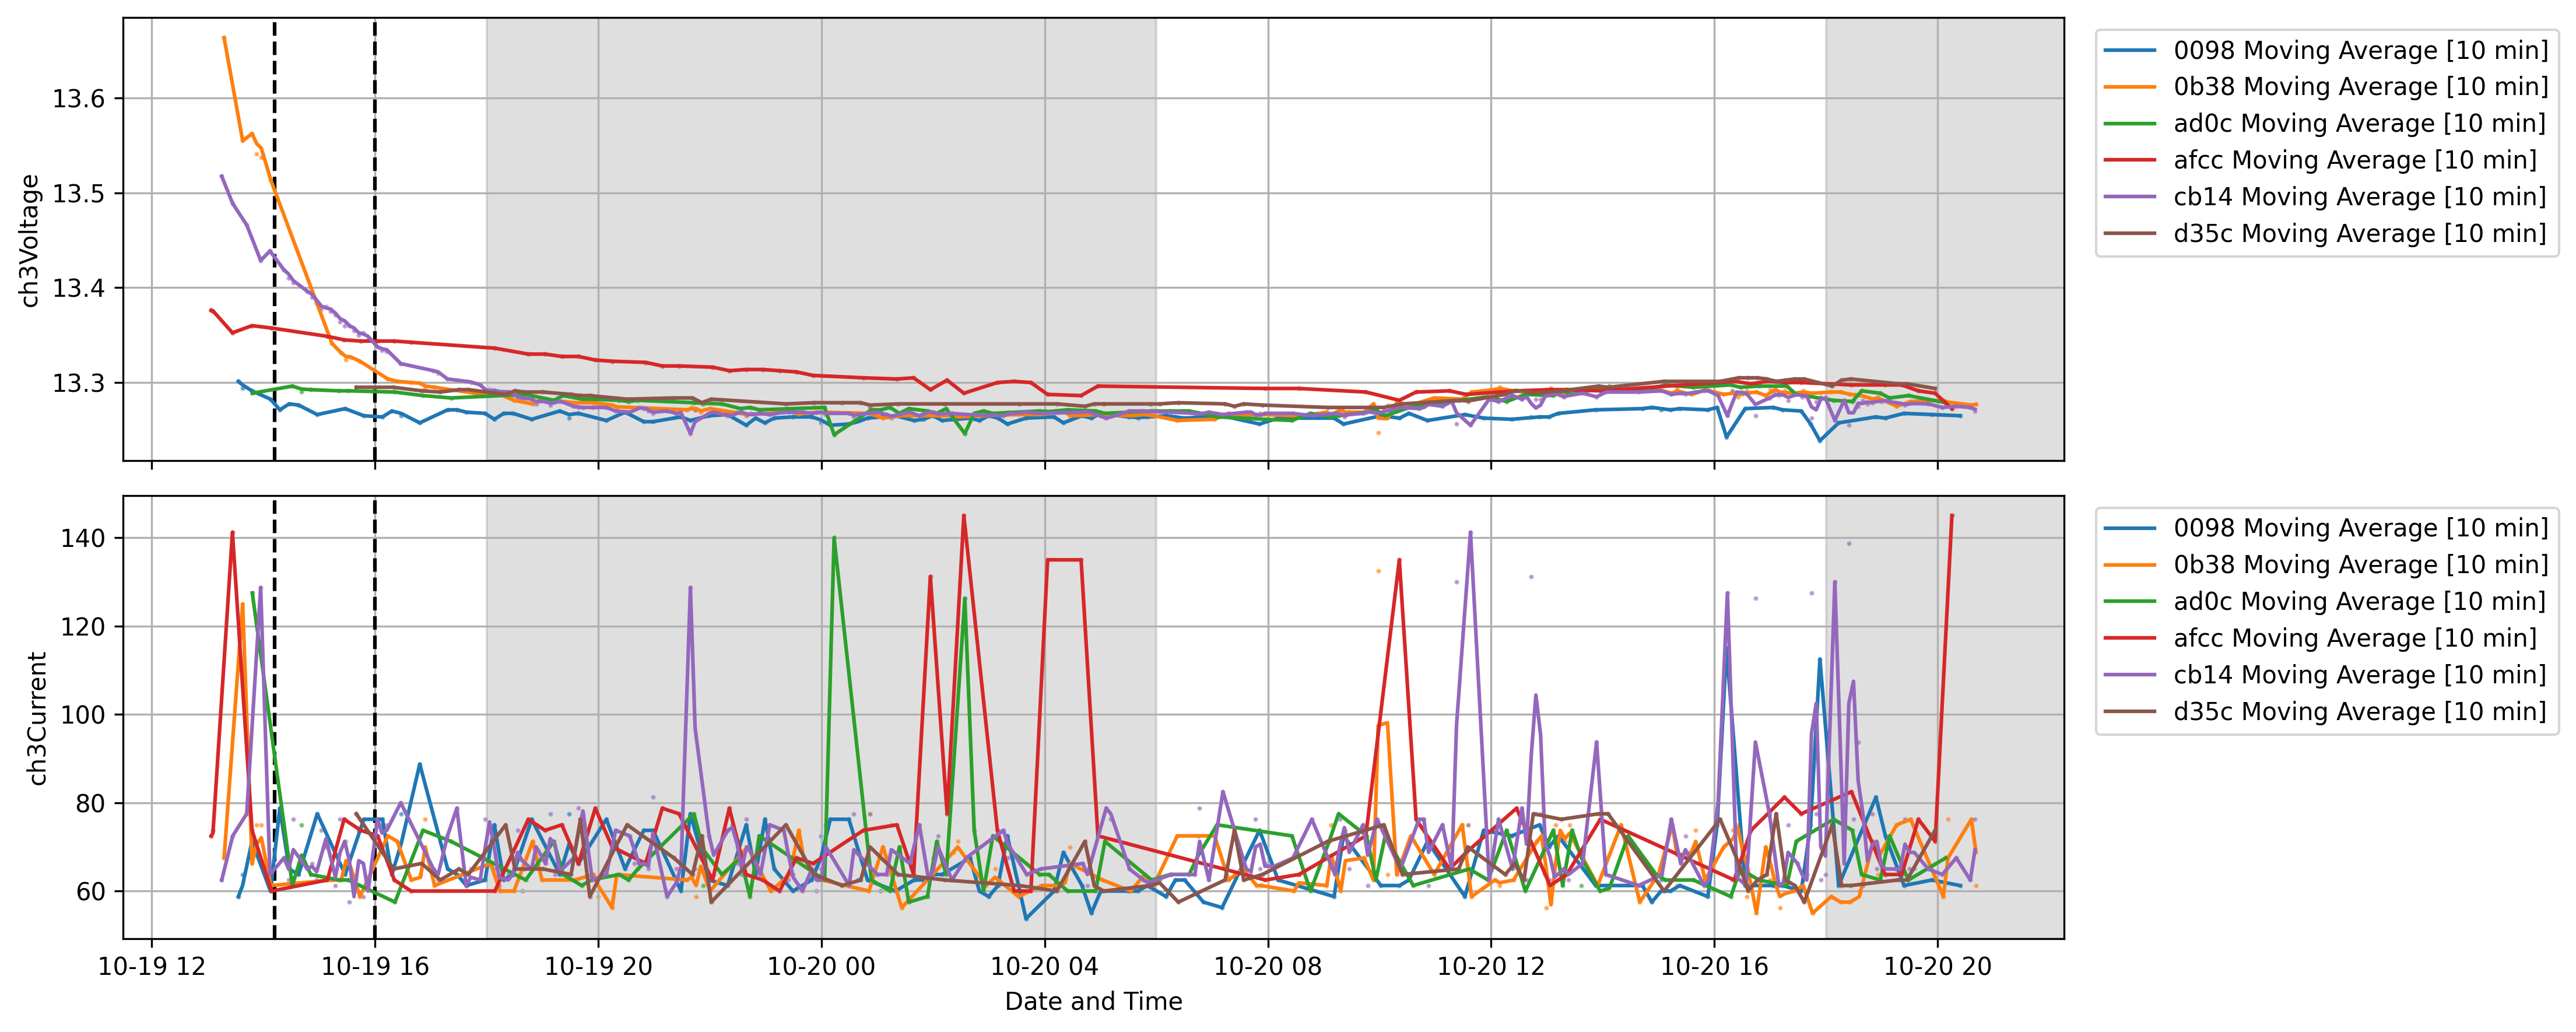 13.6
13.5
13.4
13.3
ch3Voltage
0098 Moving Average [10 min]
0b38 Moving Average [10 min]
ad0c Moving Average [10 min]
afcc Moving Average [10 min]
cb14 Moving Average [10 min]
d35c Moving Average [10 min]
140
120
100
80
60
ch3Current
0098 Moving Average [10 min]
0b38 Moving Average [10 min]
ad0c Moving Average [10 min]
afcc Moving Average [10 min]
cb14 Moving Average [10 min]
d35c Moving Average [10 min]
10-19 12 10-19 16 10-19 20 10-20 00 10-20 04 10-20 08 10-20 12 10-20 16 10-20 20
Date and Time